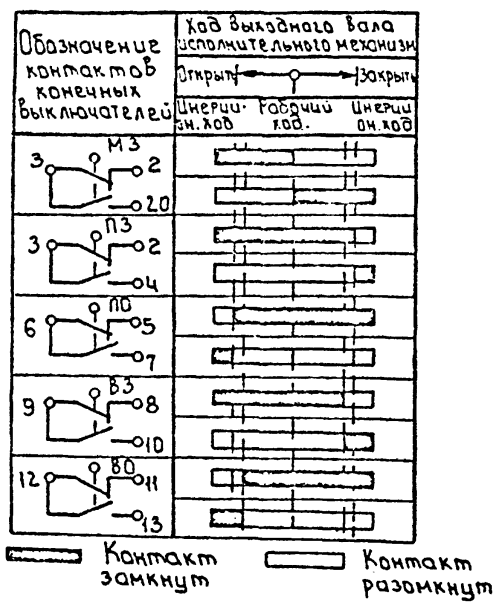 Обозначение
контактов
конечных
выключателей
Ход выходного вала
исполнительного механизм
Открыть
Закрыть
Инерци-
он.ход
Рабочий
ход.
Инерци
он.ход
МЗ
3
2
20
ПЗ
3
2
4
ПО
6
5
7
ВЗ
9
8
10
ВО
12
11
13
Контакт
замкнут
Контакт
разомкнут